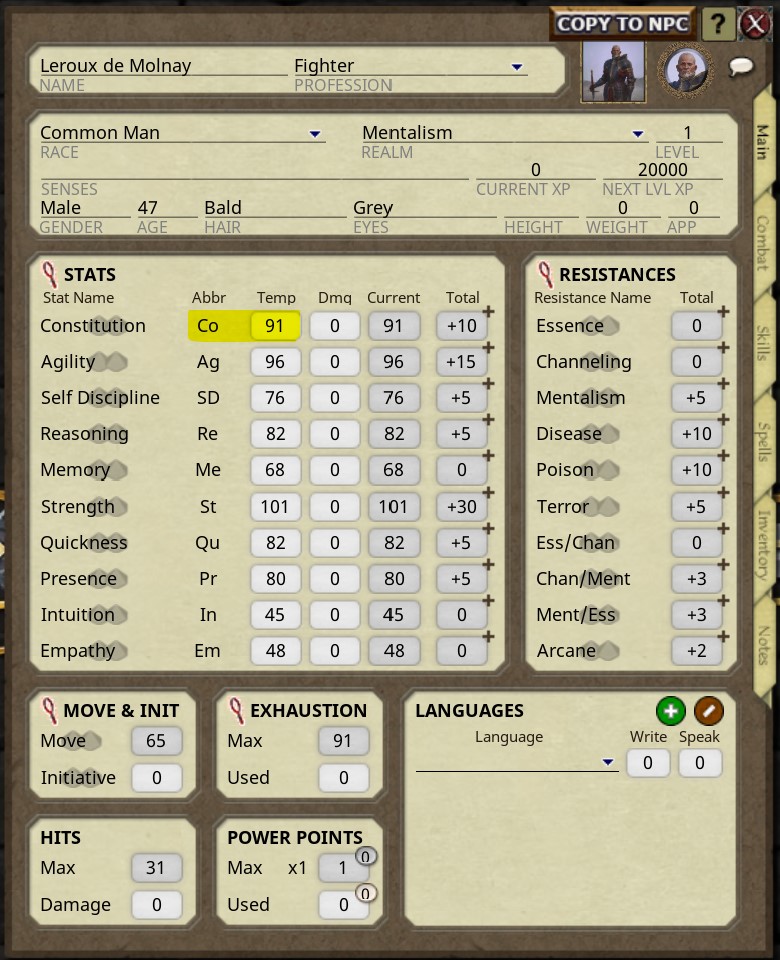 COPY TO NPC ? X
Leroux de Molnay Fighter
NAME PROFESSION
Common Man Mentalism 1
RACE REALM LEVEL
0 20000
SENSES CURRENT XP NEXT LVL XP
Male 47 Bald Grey 0 0
GENDER AGE HAIR EYES HEIGHT WEIGHT APP
Main
Combat
Skills
Spells
Inventory
Notes
STATS
Stat Name Abbr Temp Dmg Current Total
Constitution Co 91 0 91 +10
Agility Ag 96 0 96 +15
Self Discipline SD 76 0 76 +5
Reasoning Re 82 0 82 +5
Memory Me 68 0 68 0
Strength St 101 0 101 +30
Quickness Qu 82 0 82 +5
Presence Pr 80 0 80 +5
Intuition In 45 0 45 0
Empathy Em 48 0 48 0
RESISTANCES
Resistance Name Total
Essence 0
Channeling 0
Mentalism +5
Disease +10
Poison +10
Terror +5
Ess/Chan 0
Chan/Ment +3
Ment/Ess +3
Arcane +2
MOVE & INIT
Move 65
Initiative 0
EXHAUSTION
Max 91
Used 0
LANGUAGES
Language Write Speak
0 0
HITS
Max 31
Damage 0
POWER POINTS
Max x1 1 0
Used 0 0